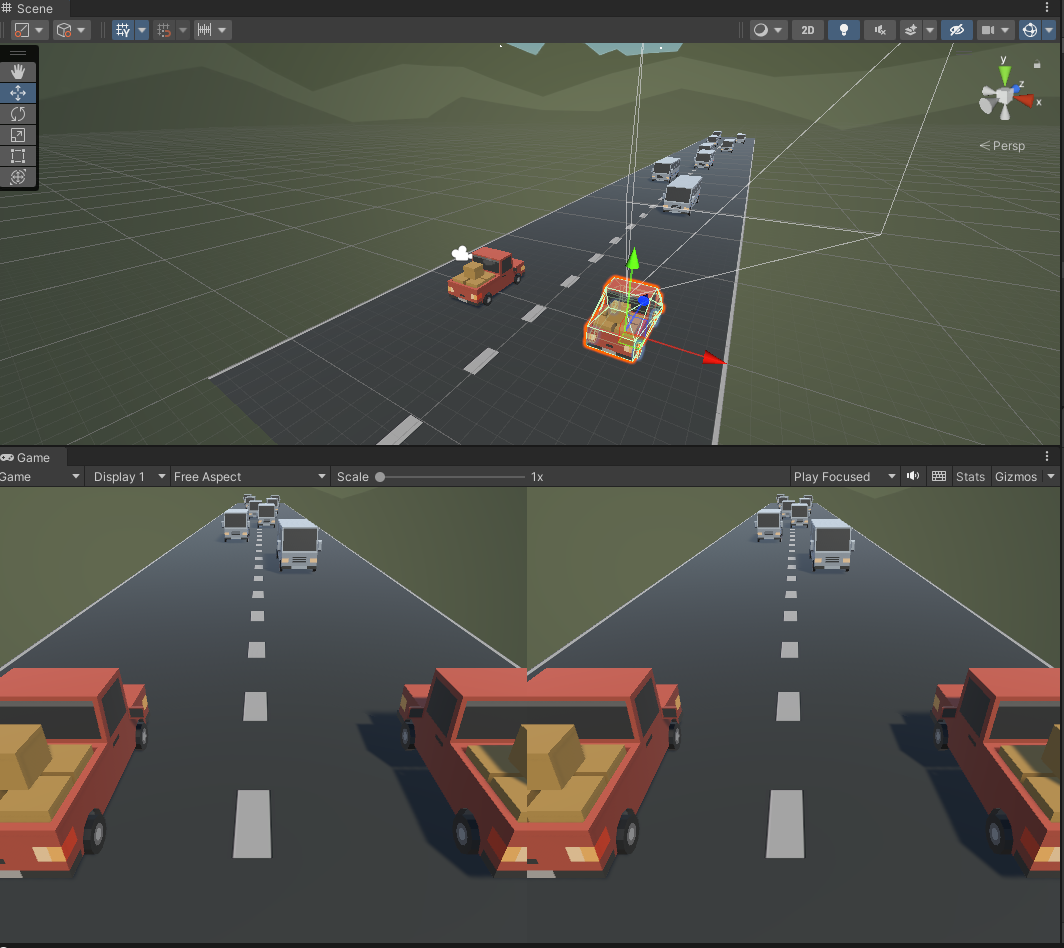 Scene
2D
y
z
x
Persp
Game
Game
Display 1
Free Aspect
Scale
1x
Play Focused
Stats
Gizmos